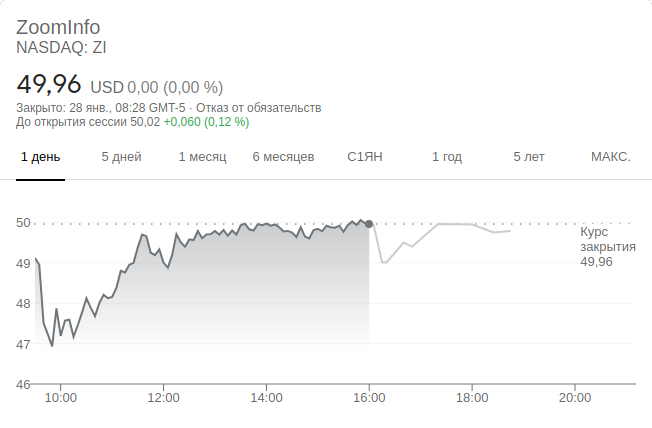 ZoomInfo
NASDAQ: ZI
49,96 USD 0,00 (0,00 %)
Закрыто: 28 янв., 08:28 GMT-5 · Отказ от обязательств
До открытия сессии 50,02 +0,060 (0,12 %)
1 день 5 дней 1 месяц 6 месяцев С1ЯН 1 год 5 лет МАКС.
50
Курс
закрытия
49,96
49
48
47
46
10:00 12:00 14:00 16:00 18:00 20:00